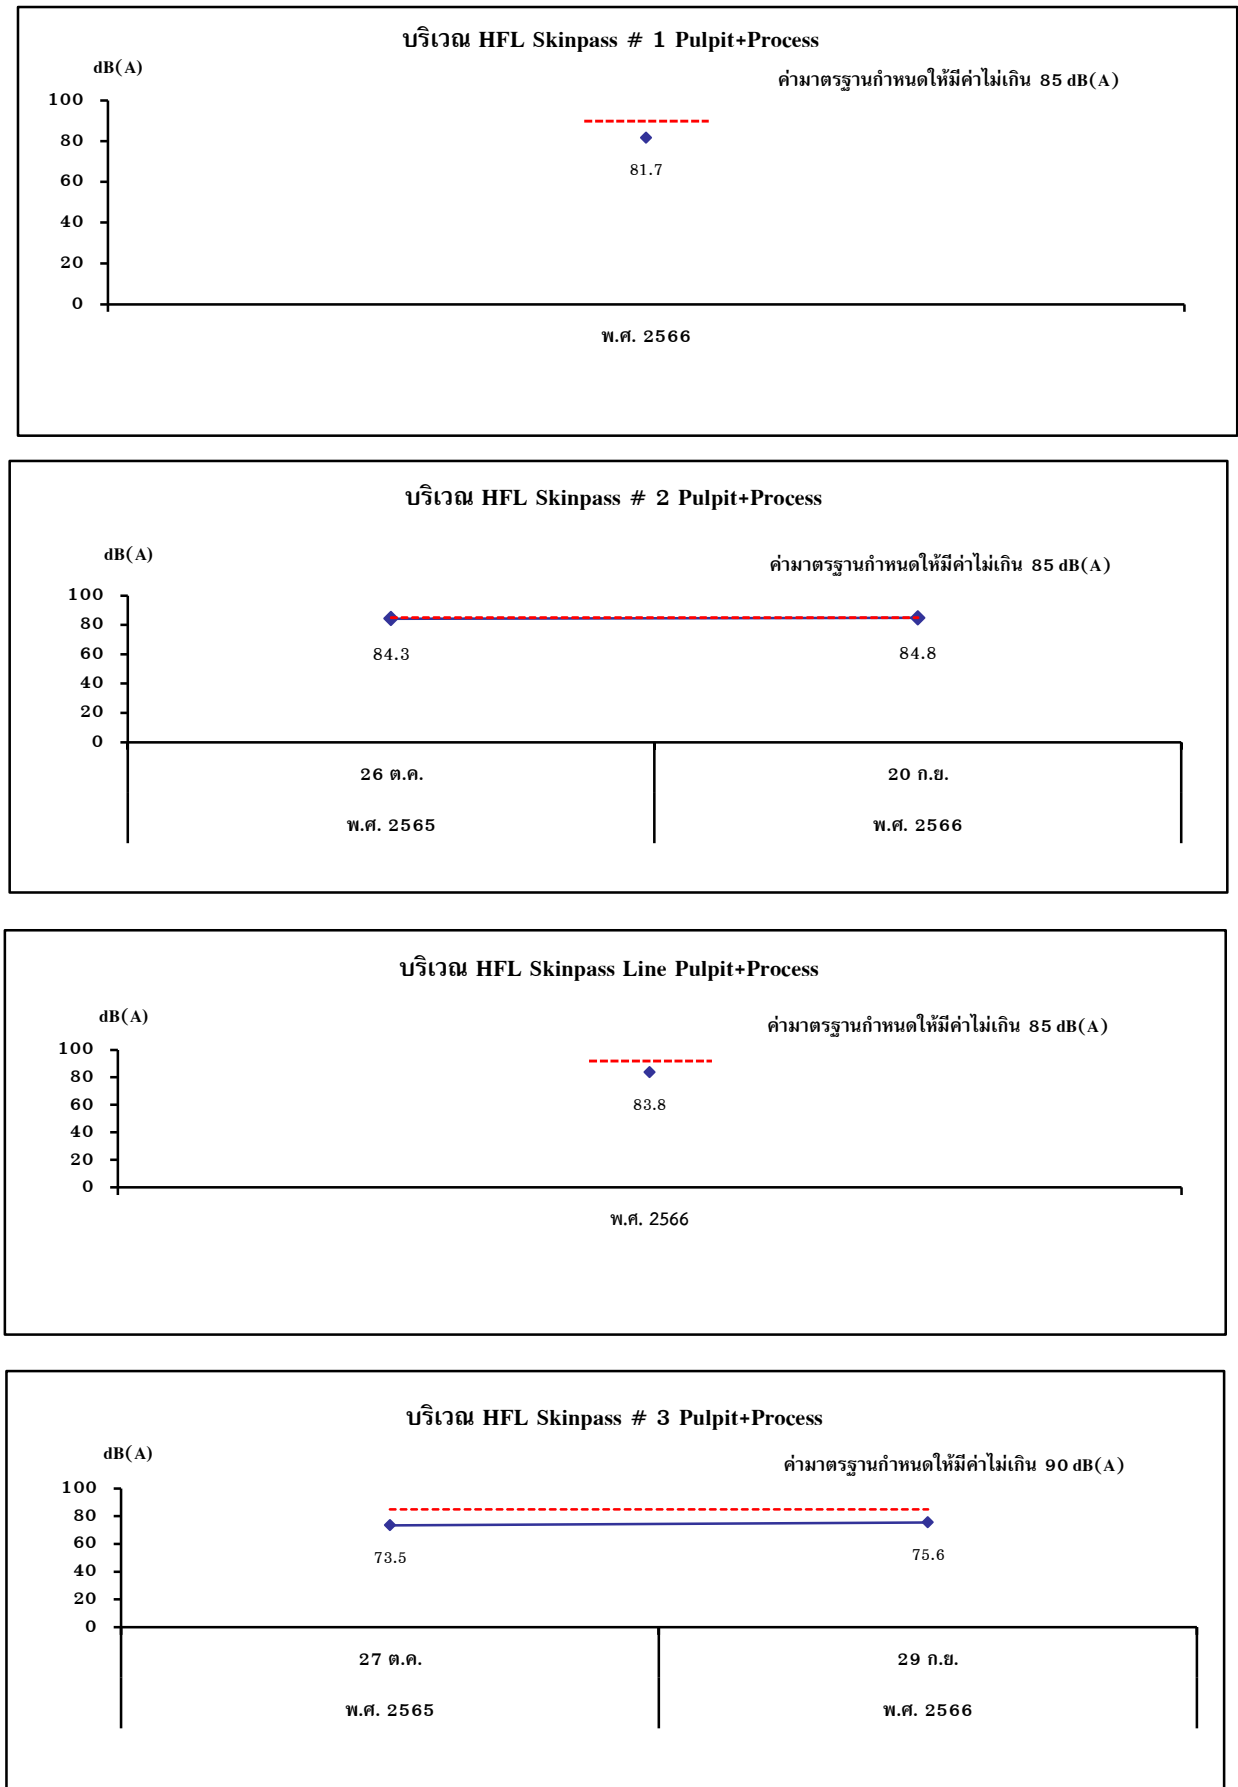 บริเวณ HFL Skinpass # 1 Pulpit+Process
dB(A)
ค่ามาตรฐานกำหนดให้มีค่าไม่เกิน 85 dB(A)
100
80
60
40
20
0
81.7
พ.ศ. 2566
บริเวณ HFL Skinpass # 2 Pulpit+Process
dB(A)
ค่ามาตรฐานกำหนดให้มีค่าไม่เกิน 85 dB(A)
100
80
60
40
20
0
84.3
84.8
26 ต.ค.
20 ก.ย.
พ.ศ. 2565
พ.ศ. 2566
บริเวณ HFL Skinpass Line Pulpit+Process
dB(A)
ค่ามาตรฐานกำหนดให้มีค่าไม่เกิน 85 dB(A)
100
80
60
40
20
0
83.8
พ.ศ. 2566
บริเวณ HFL Skinpass # 3 Pulpit+Process
dB(A)
ค่ามาตรฐานกำหนดให้มีค่าไม่เกิน 90 dB(A)
100
80
60
40
20
0
73.5
75.6
27 ต.ค.
29 ก.ย.
พ.ศ. 2565
พ.ศ. 2566